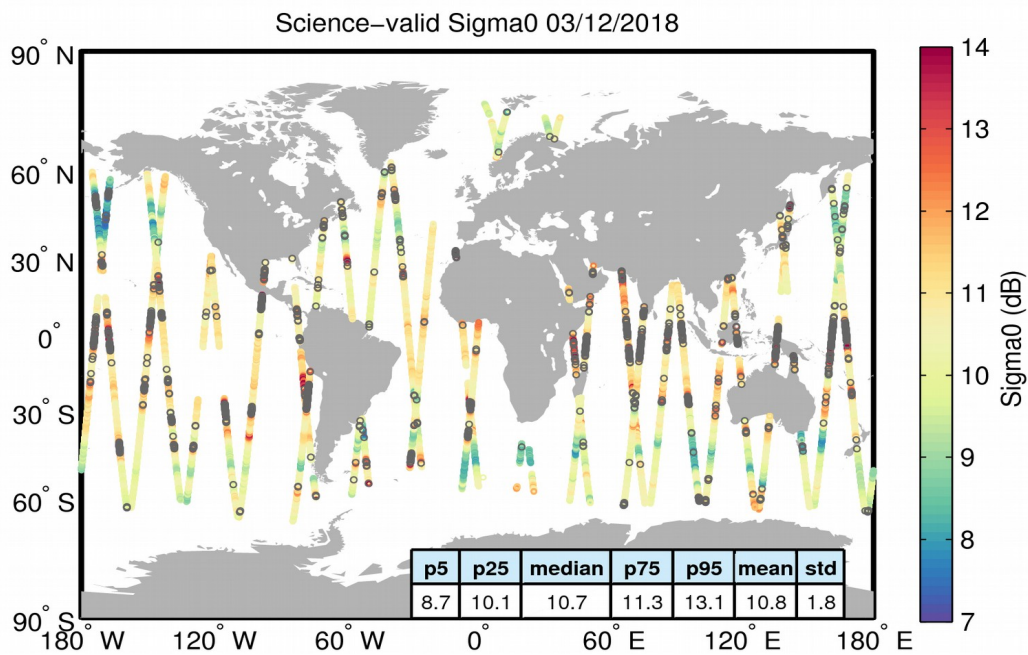 Science−valid Sigma0 03/12/2018
90° N
60° N
30° N
0°
30° S
60° S
90° S
180° W
120° W
60° W
0°
60° E
120° E
180° E
14
13
12
11
10
9
8
7
Sigma0 (dB)
p5 p25 median p75 p95 mean std
8.7 10.1 10.7 11.3 13.1 10.8 1.8